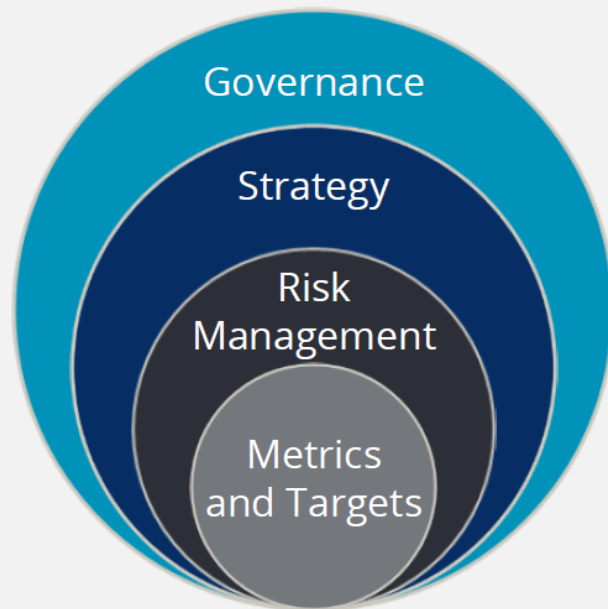 Governance
Strategy
Risk
Management
Metrics
and Targets